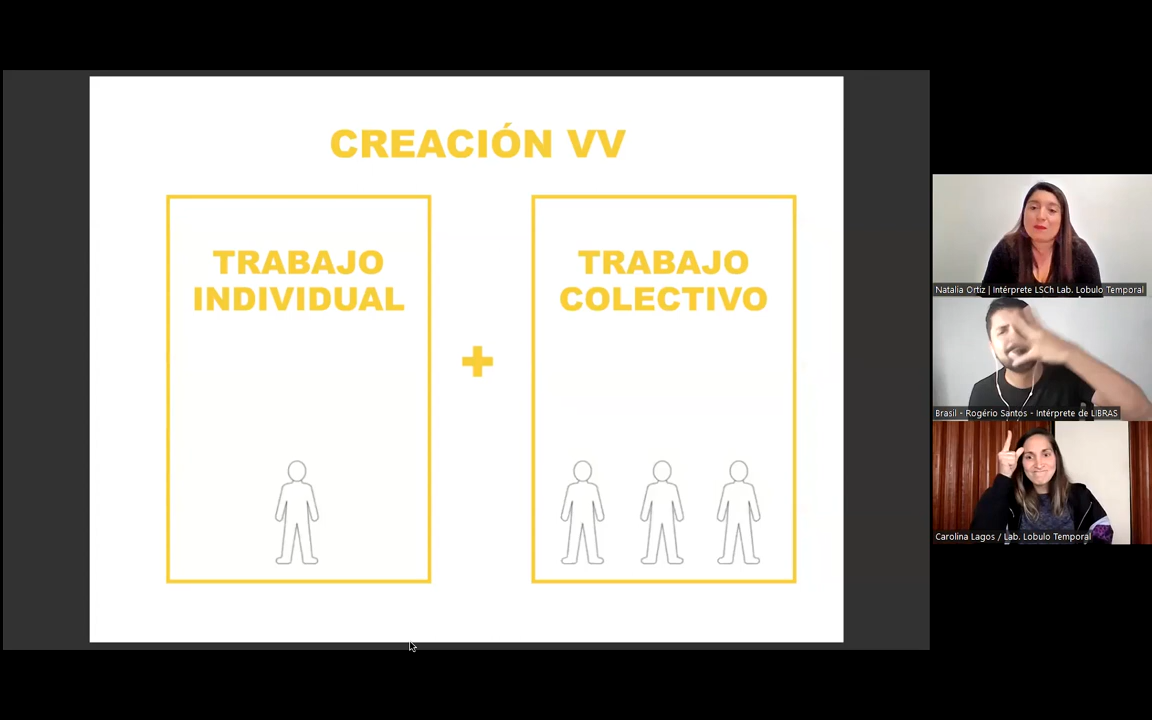 CREACIÓN VV
TRABAJO
INDIVIDUAL
TRABAJO
COLECTIVO
Natalia Ortiz | Intérprete LSCh Lab. Lobulo Temporal
Brasil - Rogério Santos - Intérprete de LIBRAS
Carolina Lagos / Lab. Lobulo Temporal